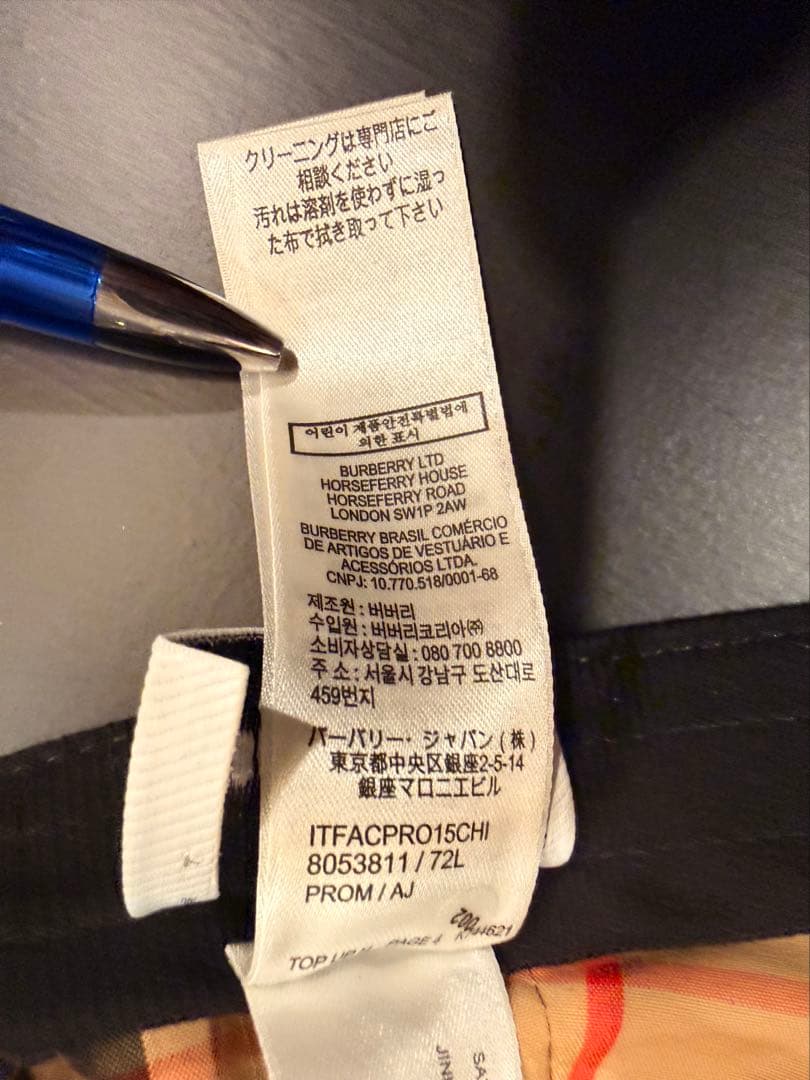 クリーニングは専門店にご
相談ください
汚れは溶剤を使わずに湿っ
た布で拭き取って下さい
어린이 제품안전특별법에
의한 표시
BURBERRY LTD
HORSEFERRY HOUSE
HORSEFERRY ROAD
LONDON SW1P 2AW
BURBERRY BRASIL COMÉRCIO
DE ARTIGOS DE VESTUÁRIO E
ACESSÓRIOS LTDA.
CNPJ: 10.770.518/0001-68
제조원 : 버버리
수입원 : 버버리코리아㈜
소비자상담실 : 080 700 8800
주 소 : 서울시 강남구 도산대로
459번지
バーバリー・ジャパン (株)
東京都中央区銀座2-5-14
銀座マロニエビル
ITFACPRO15CHI
8053811 / 72L
PROM / AJ
002
TOP PAGE 4